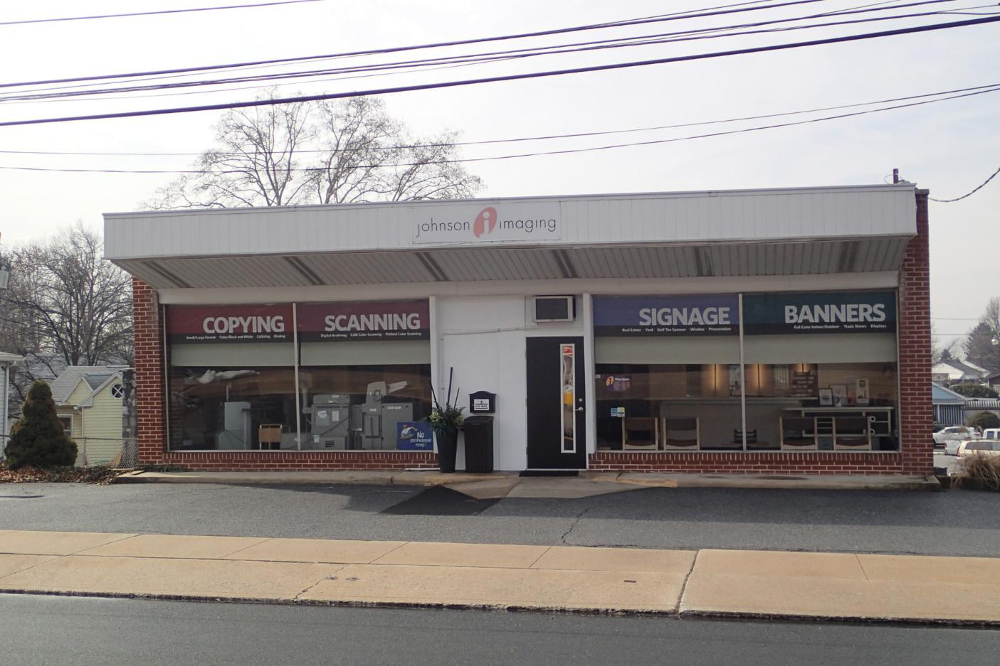 johnson i imaging
COPYING
Small/Large Format Color/Black and White Collating Binding
SCANNING
Digital Archiving CAD Color Scanning Flatbed Color Scanning
SIGNAGE
Real Estate Yard Golf Tee Sponsor Window Presentation
BANNERS
Full Color Indoor/Outdoor Trade Shows Displays
U.S. MAIL
NO